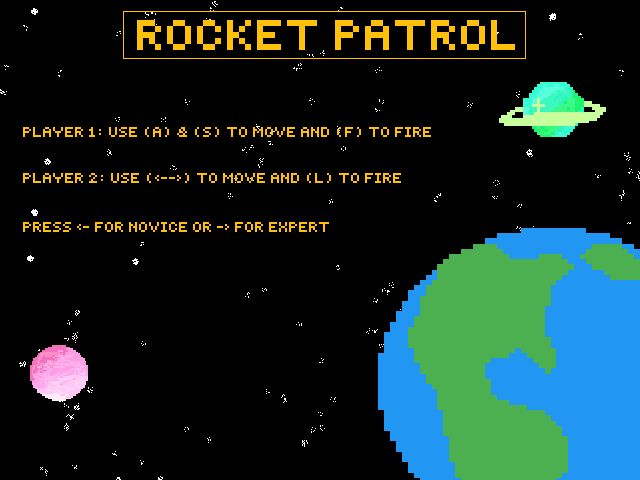 ROCKET PATROL
PLAYER 1: USE (A) & (S) TO MOVE AND (F) TO FIRE
PLAYER 2: USE (<-->) TO MOVE AND (L) TO FIRE
PRESS <- FOR NOVICE OR -> FOR EXPERT